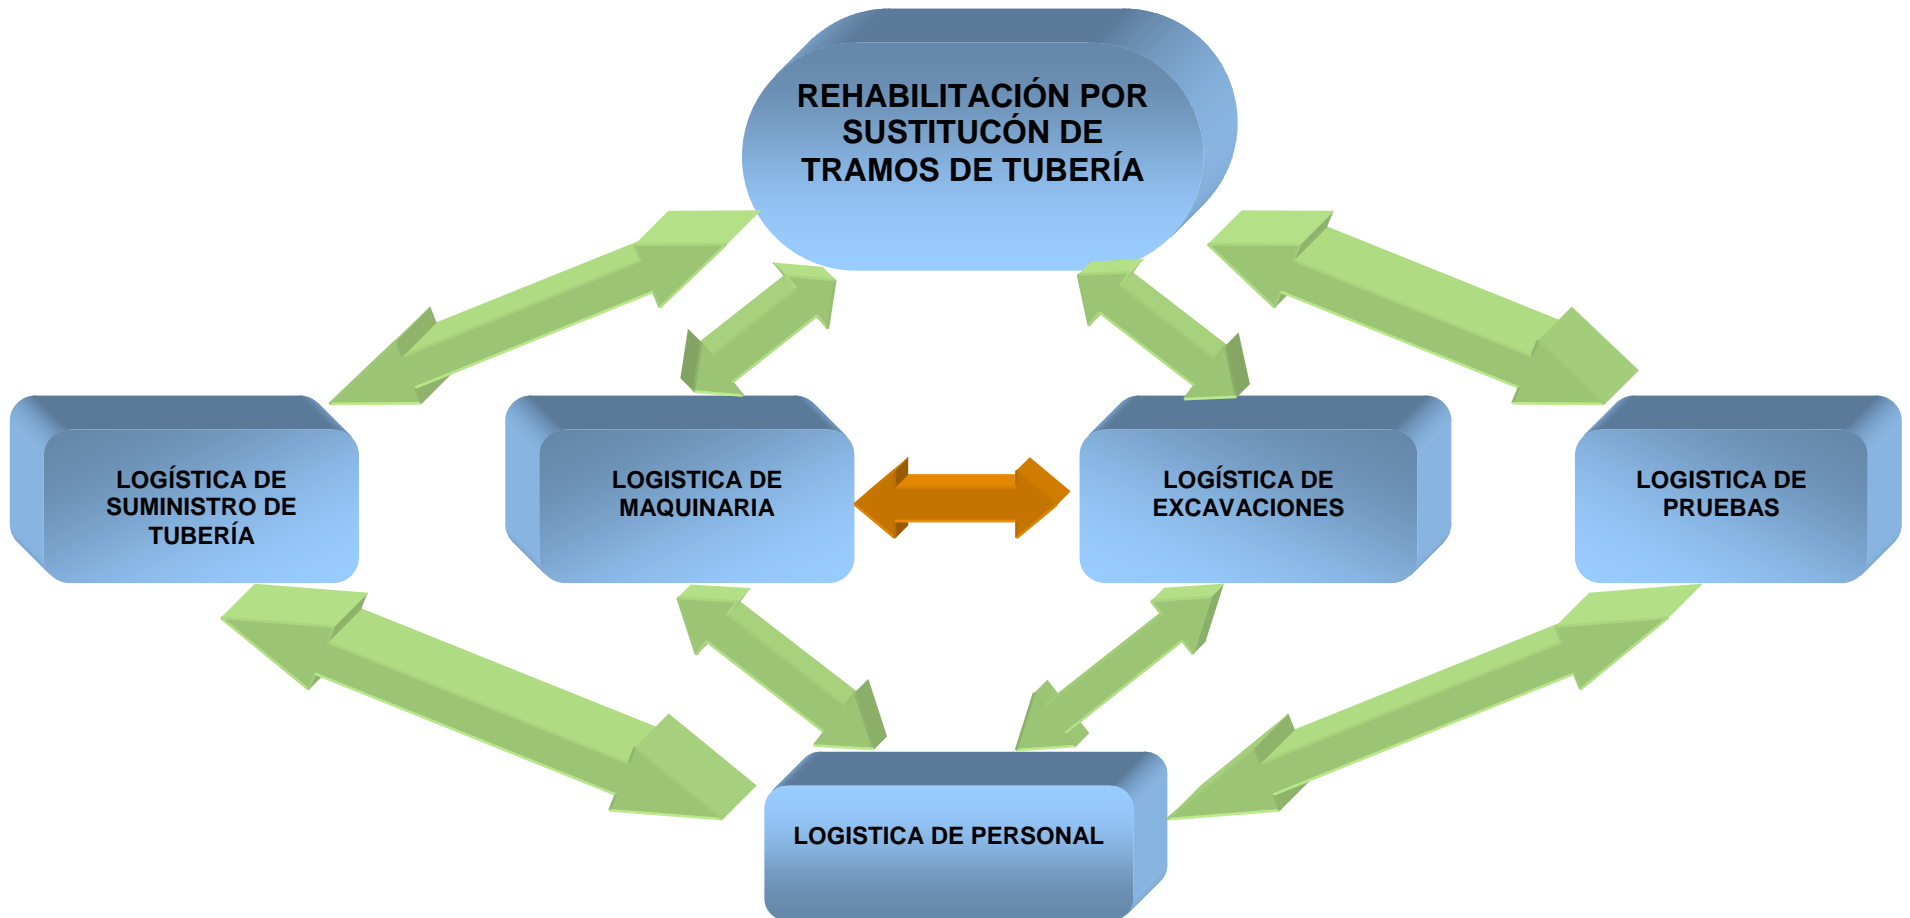 REHABILITACIÓN POR
SUSTITUCÓN DE
TRAMOS DE TUBERÍA
LOGÍSTICA DE
SUMINISTRO DE
TUBERÍA
LOGISTICA DE
MAQUINARIA
LOGÍSTICA DE
EXCAVACIONES
LOGISTICA DE
PRUEBAS
LOGISTICA DE PERSONAL